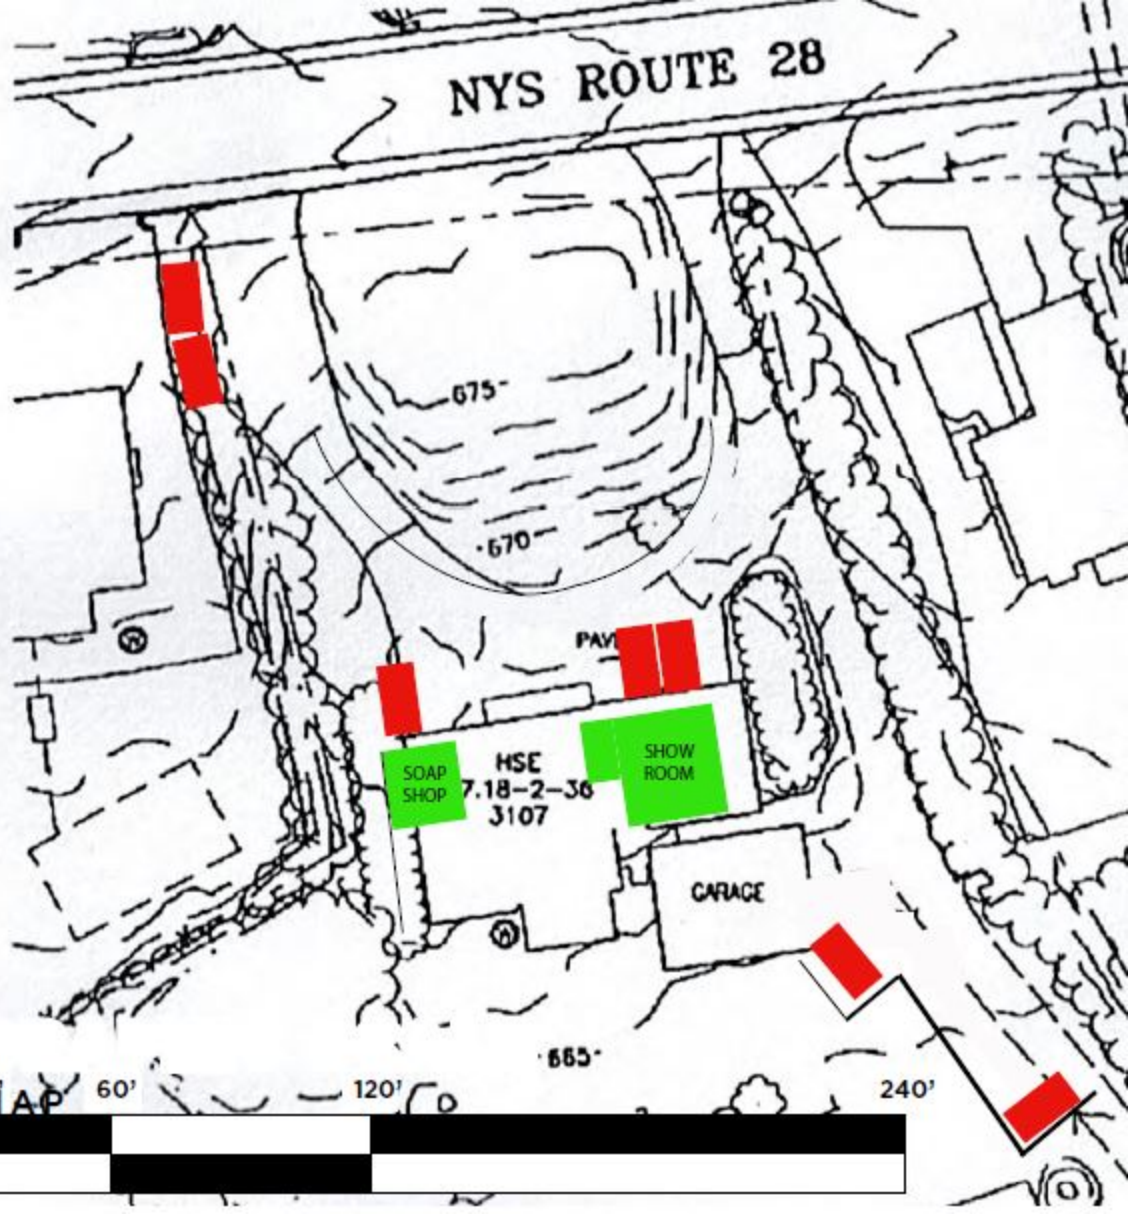 NYS ROUTE 28
675
670
PAV
SHOW
ROOM
SOAP
SHOP
HSE
7.18-2-36
3107
GARAGE
665
60' 120' 240'
AP